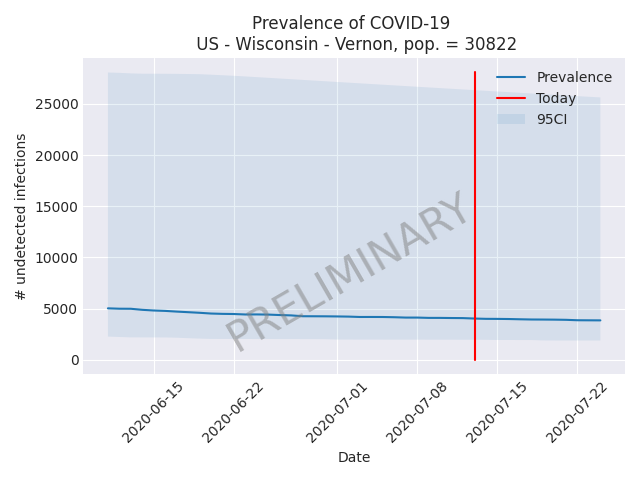 Prevalence of COVID-19
US - Wisconsin - Vernon, pop. = 30822
Prevalence
Today
95CI
25000
20000
15000
10000
5000
0
# undetected infections
PRELIMINARY
2020-06-15
2020-06-22
2020-07-01
2020-07-08
2020-07-15
2020-07-22
Date